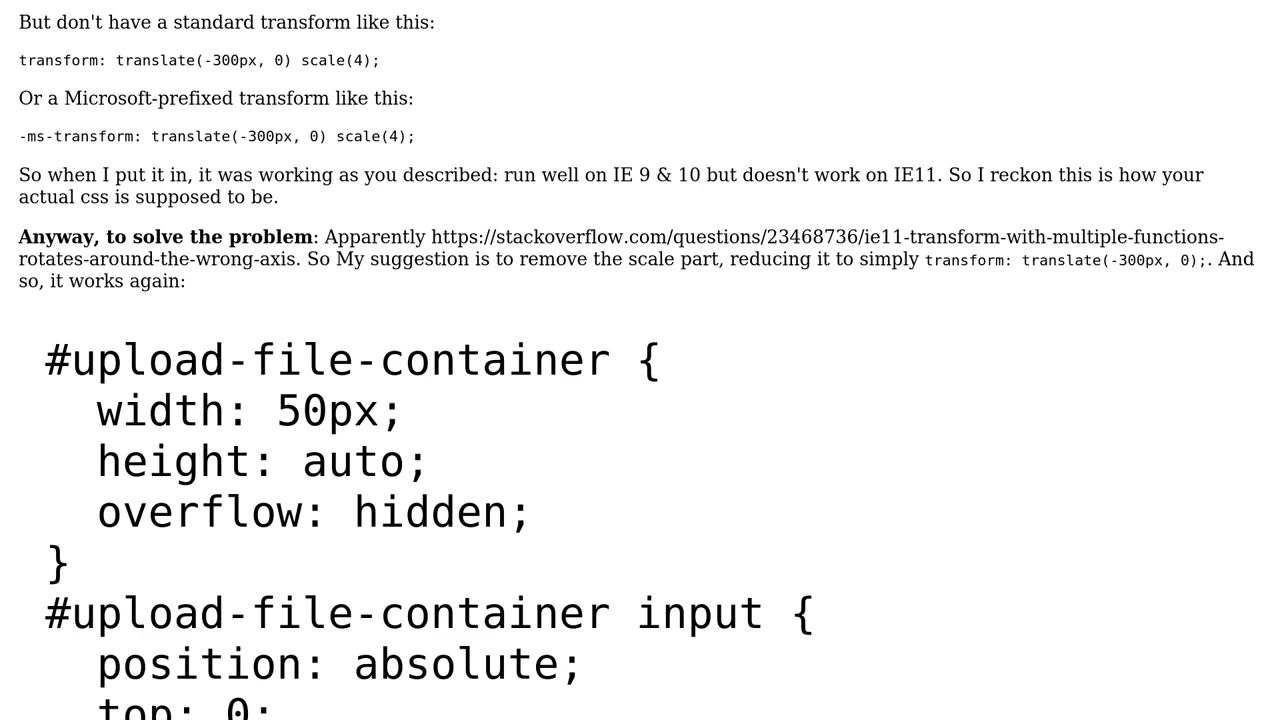 But don't have a standard transform like this:
transform: translate(-300px, 0) scale(4);
Or a Microsoft-prefixed transform like this:
-ms-transform: translate(-300px, 0) scale(4);
So when I put it in, it was working as you described: run well on IE 9 & 10 but doesn't work on IE11. So I reckon this is how your
actual css is supposed to be.
Anyway, to solve the problem: Apparently https://stackoverflow.com/questions/23468736/ie11-transform-with-multiple-functions-
rotates-around-the-wrong-axis. So My suggestion is to remove the scale part, reducing it to simply transform: translate(-300px, 0);. And
so, it works again:
#upload-file-container {
  width: 50px;
  height: auto;
  overflow: hidden;
}
#upload-file-container input {
  position: absolute;
  top: 0;